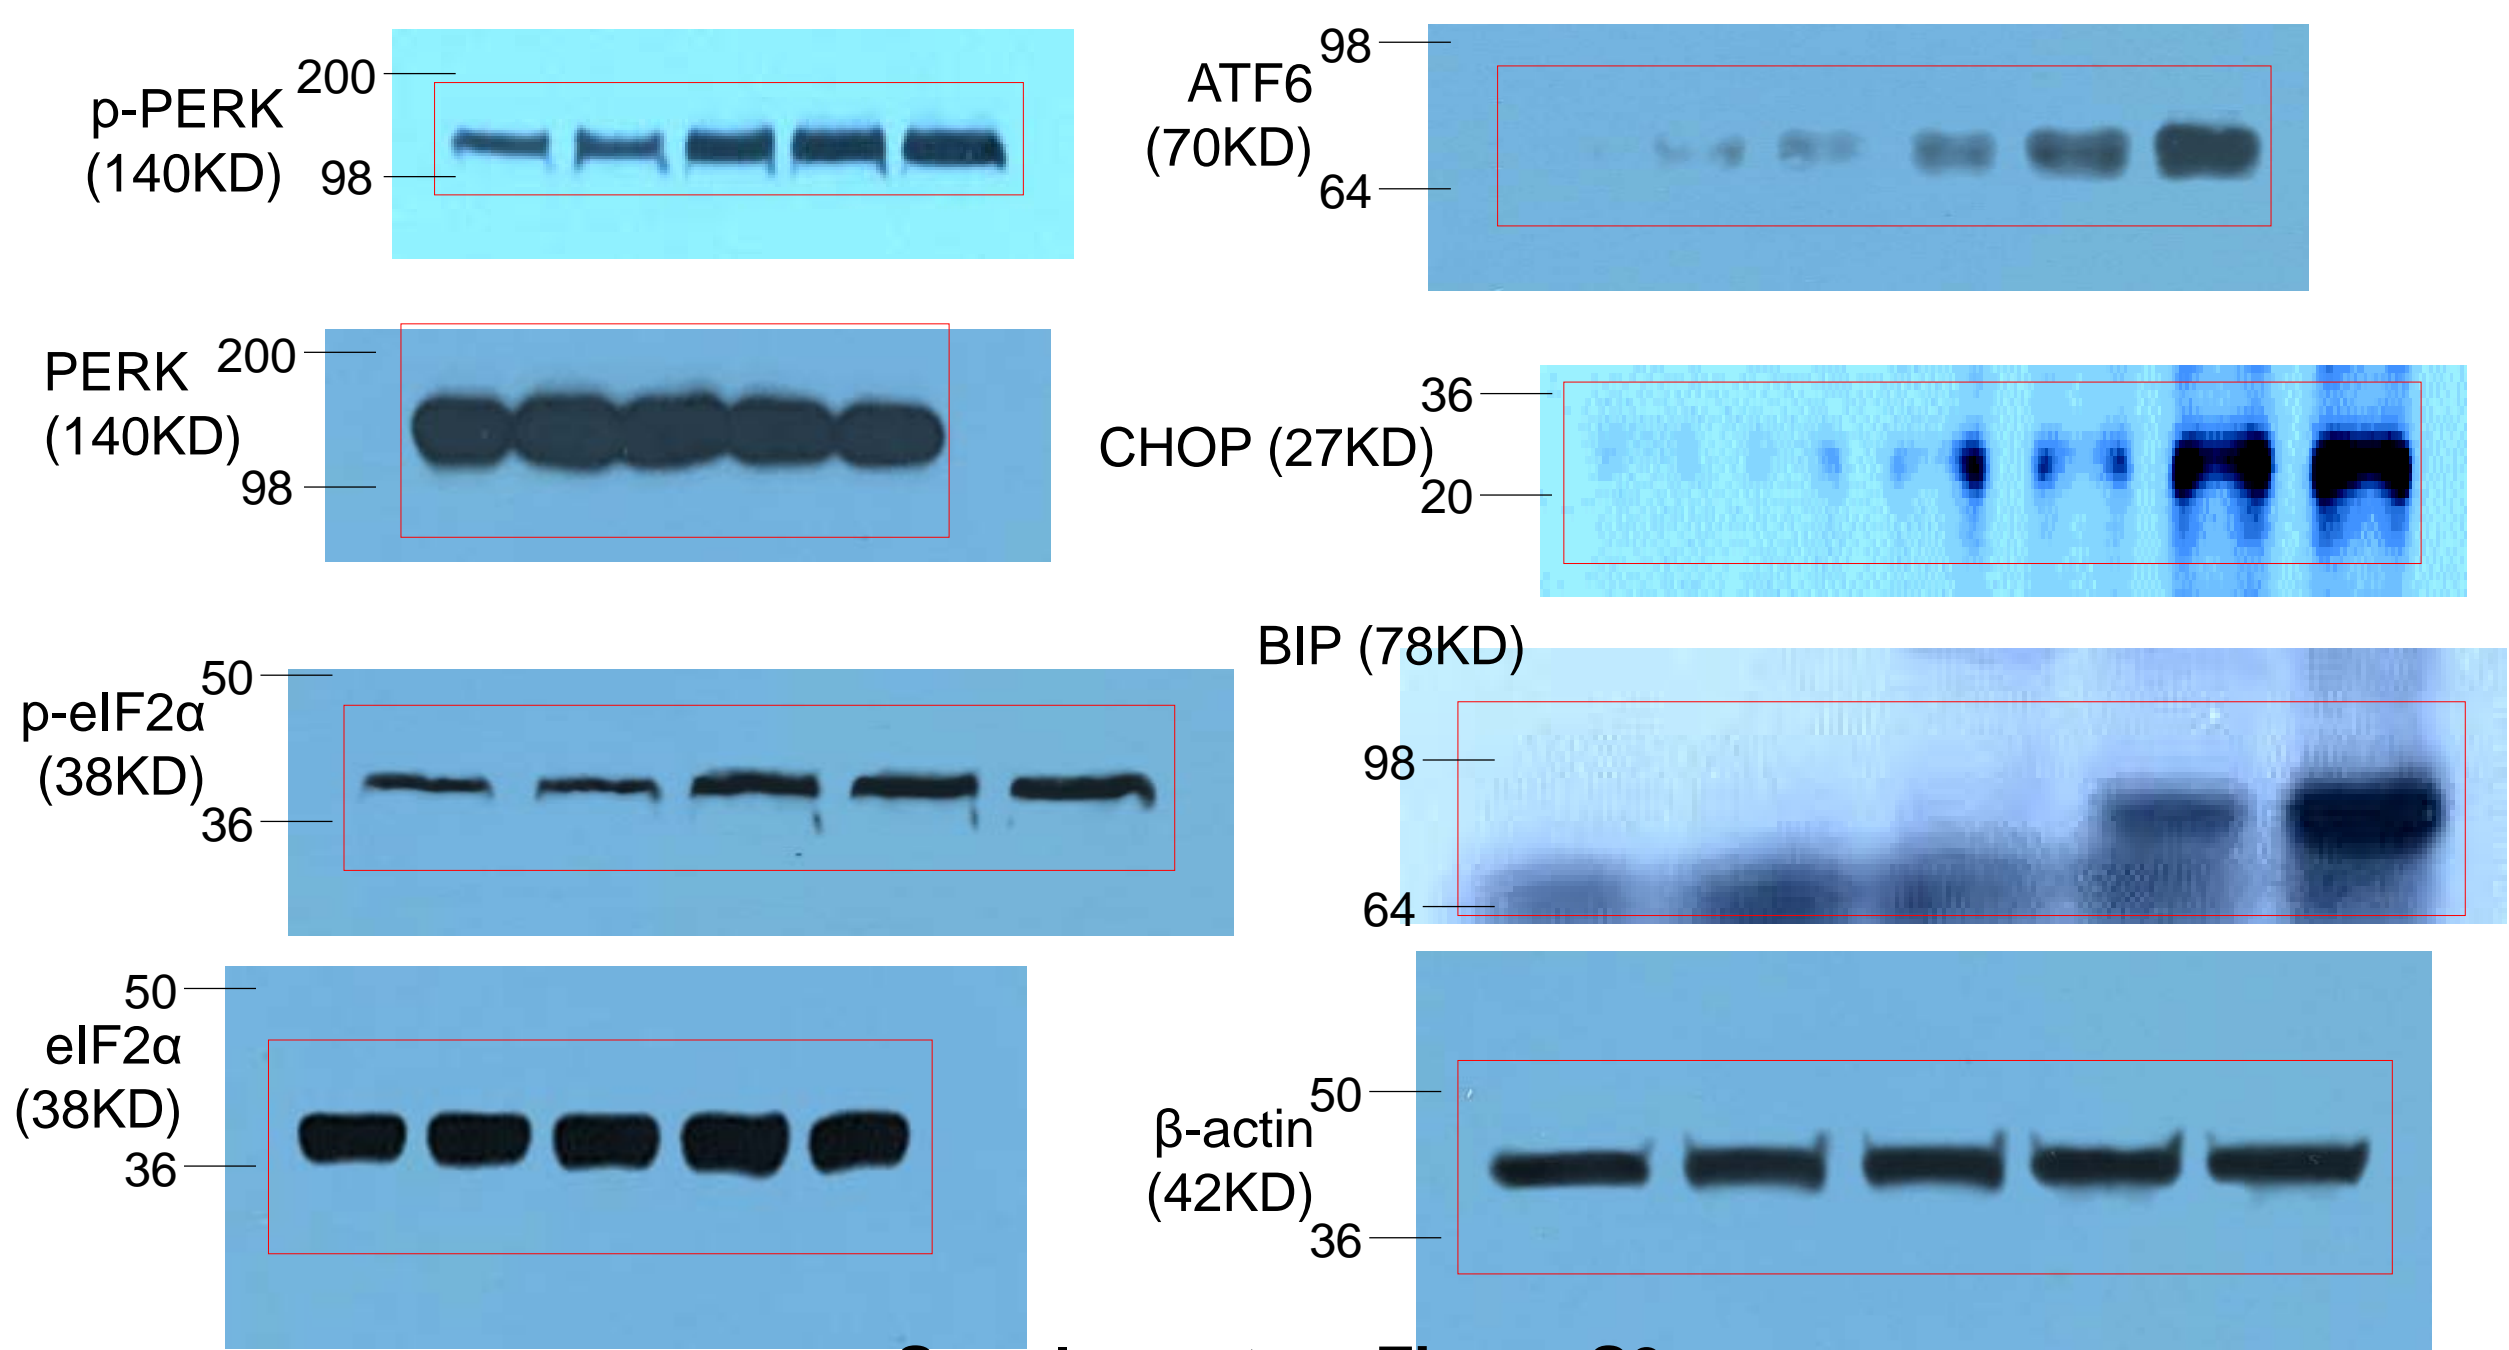 p-PERK
(140KD)
200
98
ATF6
(70KD)
98
64
PERK
(140KD)
200
98
CHOP (27KD)
36
20
p-eIF2α
(38KD)
50
36
BIP (78KD)
98
64
50
eIF2α
(38KD)
36
β-actin
(42KD)
50
36